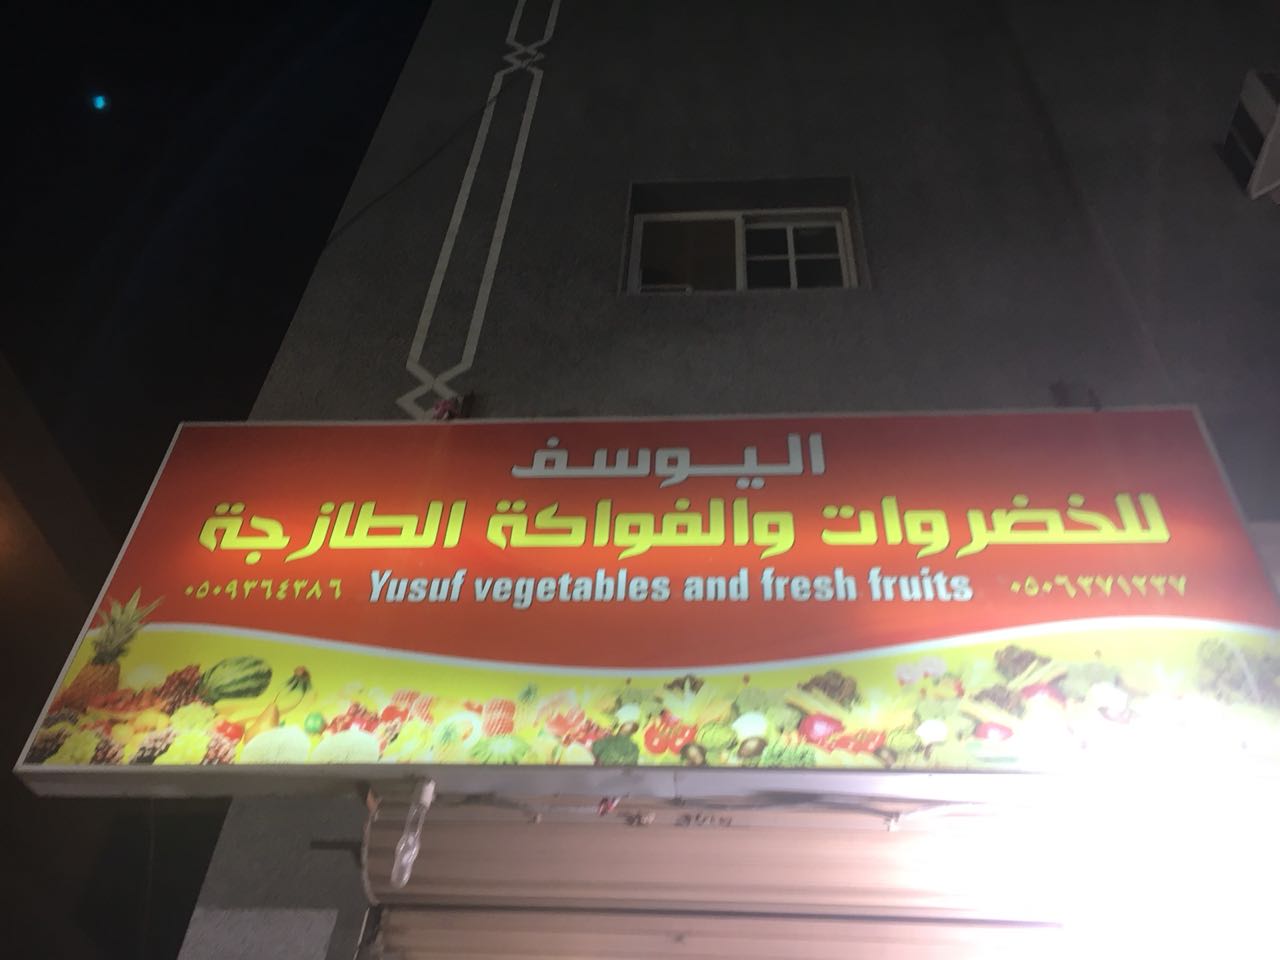 اليوسف
للخضروات والفواكة الطازجة
٠٥٠٩٣٦٤٣٨٦ Yusuf vegetables and fresh fruits ٠٥٠٦٣٧١٢٣٧